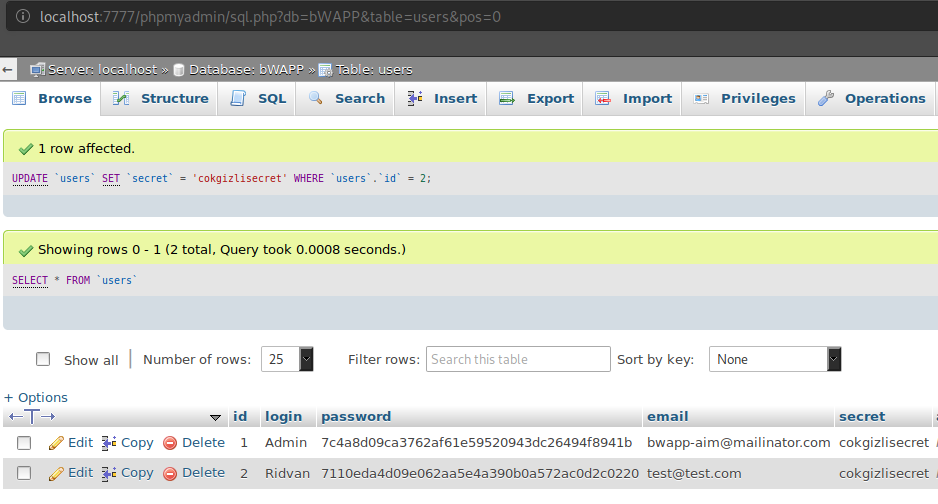 localhost:7777/phpmyadmin/sql.php?db=bWAPP&table=users&pos=0
Server: localhost » Database: bWAPP » Table: users
Browse Structure SQL Search Insert Export Import Privileges Operations
1 row affected.
UPDATE `users` SET `secret` = 'cokgizlisecret' WHERE `users`.`id` = 2;
Showing rows 0 - 1 (2 total, Query took 0.0008 seconds.)
SELECT * FROM `users`
Show all Number of rows: 25 Filter rows: Search this table Sort by key: None
+ Options
←T→ id login password email secret
Edit Copy Delete 1 Admin 7c4a8d09ca3762af61e59520943dc26494f8941b bwapp-aim@mailinator.com cokgizlisecret
Edit Copy Delete 2 Ridvan 7110eda4d09e062aa5e4a390b0a572ac0d2c0220 test@test.com cokgizlisecret